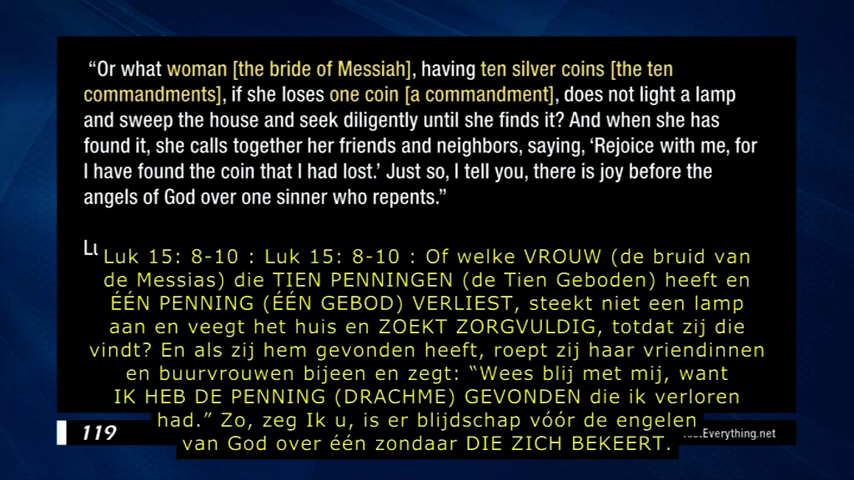 “Or what woman [the bride of Messiah], having ten silver coins [the ten
commandments], if she loses one coin [a commandment], does not light a lamp
and sweep the house and seek diligently until she finds it? And when she has
found it, she calls together her friends and neighbors, saying, ‘Rejoice with me, for
I have found the coin that I had lost.’ Just so, I tell you, there is joy before the
angels of God over one sinner who repents.”
Luk 15: 8-10 : Luk 15: 8-10 : Of welke VROUW (de bruid van
de Messias) die TIEN PENNINGEN (de Tien Geboden) heeft en
ÉÉN PENNING (ÉÉN GEBOD) VERLIEST, steekt niet een lamp
aan en veegt het huis en ZOEKT ZORGVULDIG, totdat zij die
vindt? En als zij hem gevonden heeft, roept zij haar vriendinnen
en buurvrouwen bijeen en zegt: “Wees blij met mij, want
IK HEB DE PENNING (DRACHME) GEVONDEN die ik verloren
had.” Zo, zeg Ik u, is er blijdschap vóór de engelen
van God over één zondaar DIE ZICH BEKEERT.
119
Everything.net